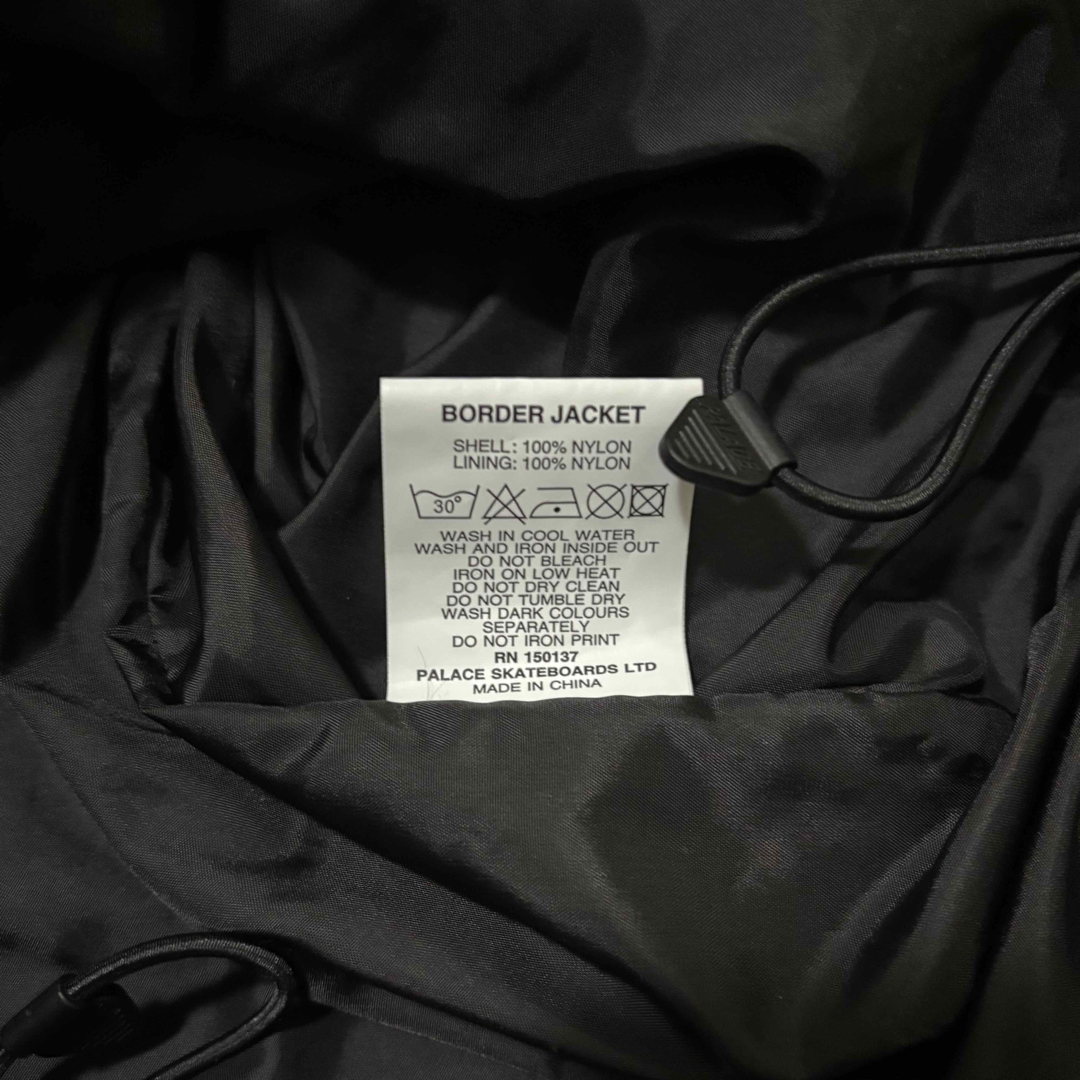 BORDER JACKET
SHELL: 100% NYLON
LINING: 100% NYLON
30°
WASH IN COOL WATER
WASH AND IRON INSIDE OUT
DO NOT BLEACH
IRON ON LOW HEAT
DO NOT DRY CLEAN
DO NOT TUMBLE DRY
WASH DARK COLOURS
SEPARATELY
DO NOT IRON PRINT
RN 150137
PALACE SKATEBOARDS LTD
MADE IN CHINA
PALACE